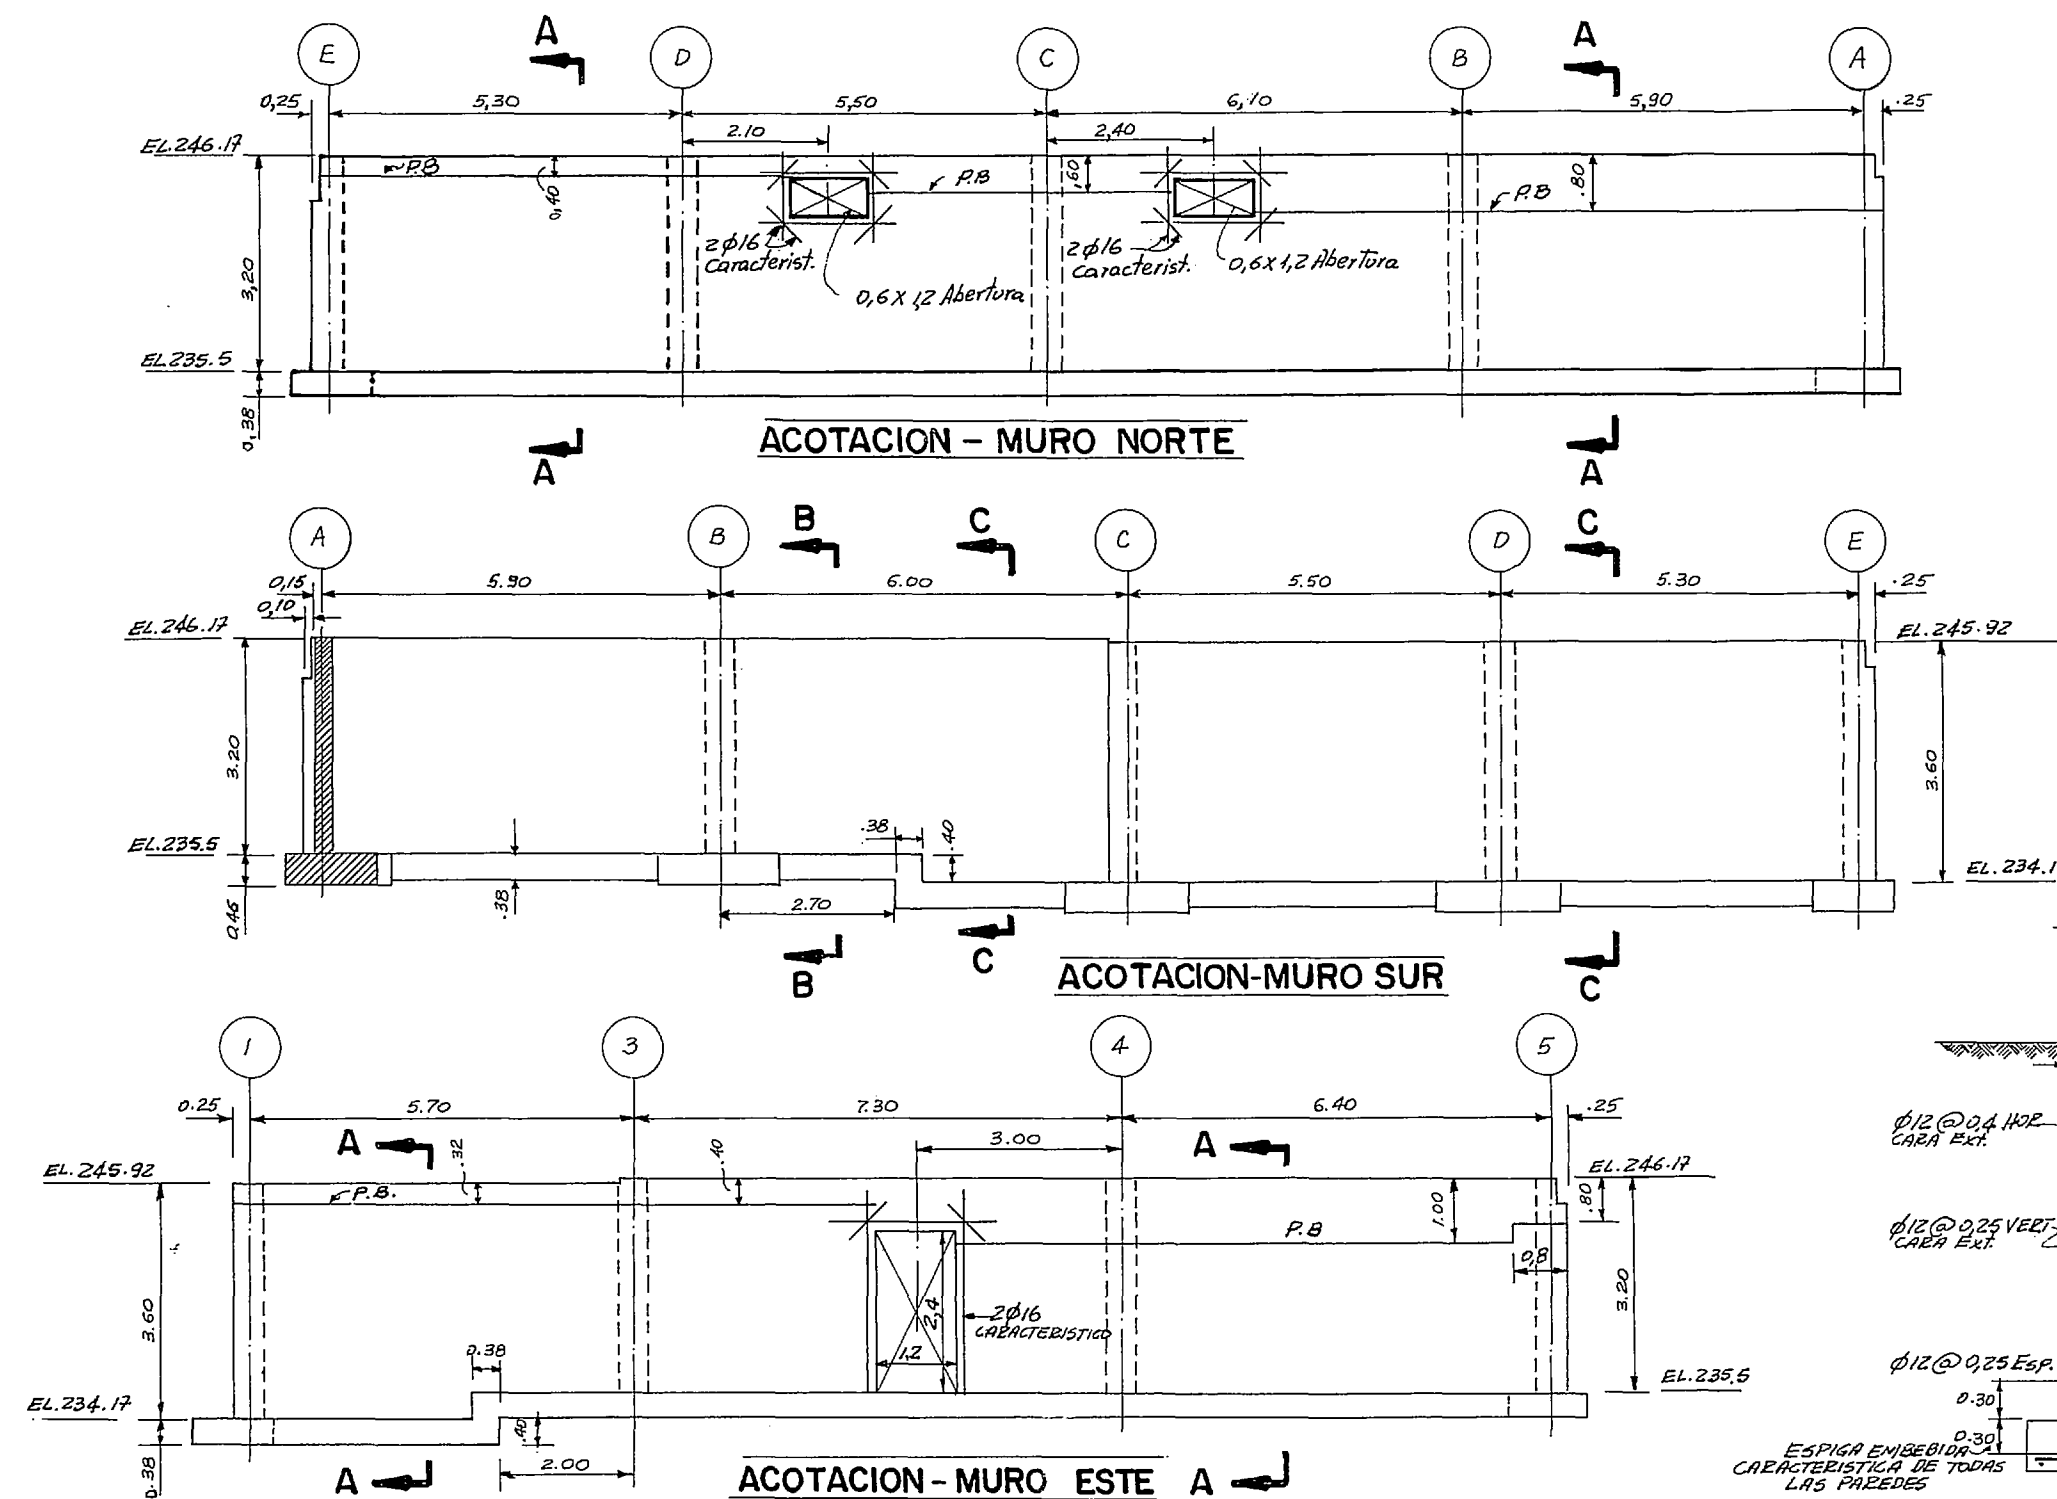 A A
E D C B A
0,25 5,30 5,50 6,10 5,90 .25
2.10 2,40
EL.246.17
P.B 0,40 P.B ,60 P.B .80
2ϕ16
Caracterist.
0,6 X 1,2 Abertura
2ϕ16
Caracterist.
0,6 X 1,2 Abertura
3,20
EL.235.5
0,38
ACOTACION - MURO NORTE
A A
B C C
A B C D E
0,15 5.90 6.00 5.50 5.30 .25
0,10
EL.246.17 EL.245.92
3.20 3.60
.38 .40
EL.235.5
0.46 .38 2.70
B C C
ACOTACION-MURO SUR
1 3 4 5
0.25 5.70 7.30 6.40 .25
A 3.00 A
EL.245.92 .32 .40 EL.246.17
P.B. 1.00 .80
P.B
0,8
2,4
1,2
2ϕ16
CARACTERISTICO
3.60 3.20
0.38
EL.235,5
EL.234.17
0.38 .40 2.00
A A
ACOTACION - MURO ESTE
ϕ12@0,4 HOR
CARA EXT.
ϕ12@0,25 VERT
CARA EXT.
ϕ12@0,25 ESP.
0.30
0.30
ESPIGA EMBEBIDA
CARACTERISTICA DE TODAS
LAS PAREDES